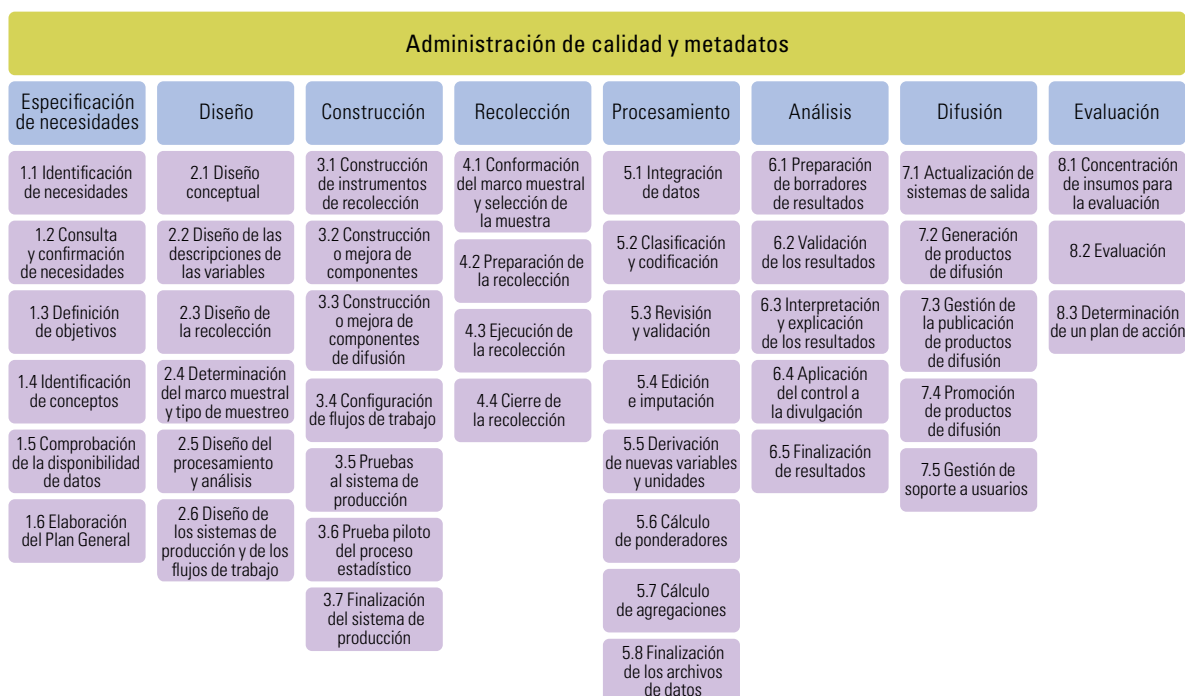 Administración de calidad y metadatos
Especificación
de necesidades
Diseño
Construcción
Recolección
Procesamiento
Análisis
Difusión
Evaluación
1.1 Identificación
de necesidades
1.2 Consulta
y confirmación
de necesidades
1.3 Definición
de objetivos
1.4 Identificación
de conceptos
1.5 Comprobación
de la disponibilidad
de datos
1.6 Elaboración
del Plan General
2.1 Diseño
conceptual
2.2 Diseño de las
descripciones de
las variables
2.3 Diseño de
la recolección
2.4 Determinación
del marco muestral
y tipo de muestreo
2.5 Diseño del
procesamiento
y análisis
2.6 Diseño de
los sistemas de
producción y de los
flujos de trabajo
3.1 Construcción
de instrumentos
de recolección
3.2 Construcción
o mejora de
componentes
3.3 Construcción
o mejora de
componentes
de difusión
3.4 Configuración
de flujos de trabajo
3.5 Pruebas
al sistema de
producción
3.6 Prueba piloto
del proceso
estadístico
3.7 Finalización
del sistema de
producción
4.1 Conformación
del marco muestral
y selección de
la muestra
4.2 Preparación de
la recolección
4.3 Ejecución de
la recolección
4.4 Cierre de
la recolección
5.1 Integración
de datos
5.2 Clasificación
y codificación
5.3 Revisión
y validación
5.4 Edición
e imputación
5.5 Derivación
de nuevas variables
y unidades
5.6 Cálculo
de ponderadores
5.7 Cálculo
de agregaciones
5.8 Finalización
de los archivos
de datos
6.1 Preparación
de borradores
de resultados
6.2 Validación
de los resultados
6.3 Interpretación
y explicación
de los resultados
6.4 Aplicación
del control a
la divulgación
6.5 Finalización
de resultados
7.1 Actualización de
sistemas de salida
7.2 Generación
de productos
de difusión
7.3 Gestión de
la publicación
de productos
de difusión
7.4 Promoción
de productos
de difusión
7.5 Gestión de
soporte a usuarios
8.1 Concentración
de insumos para
la evaluación
8.2 Evaluación
8.3 Determinación
de un plan de acción